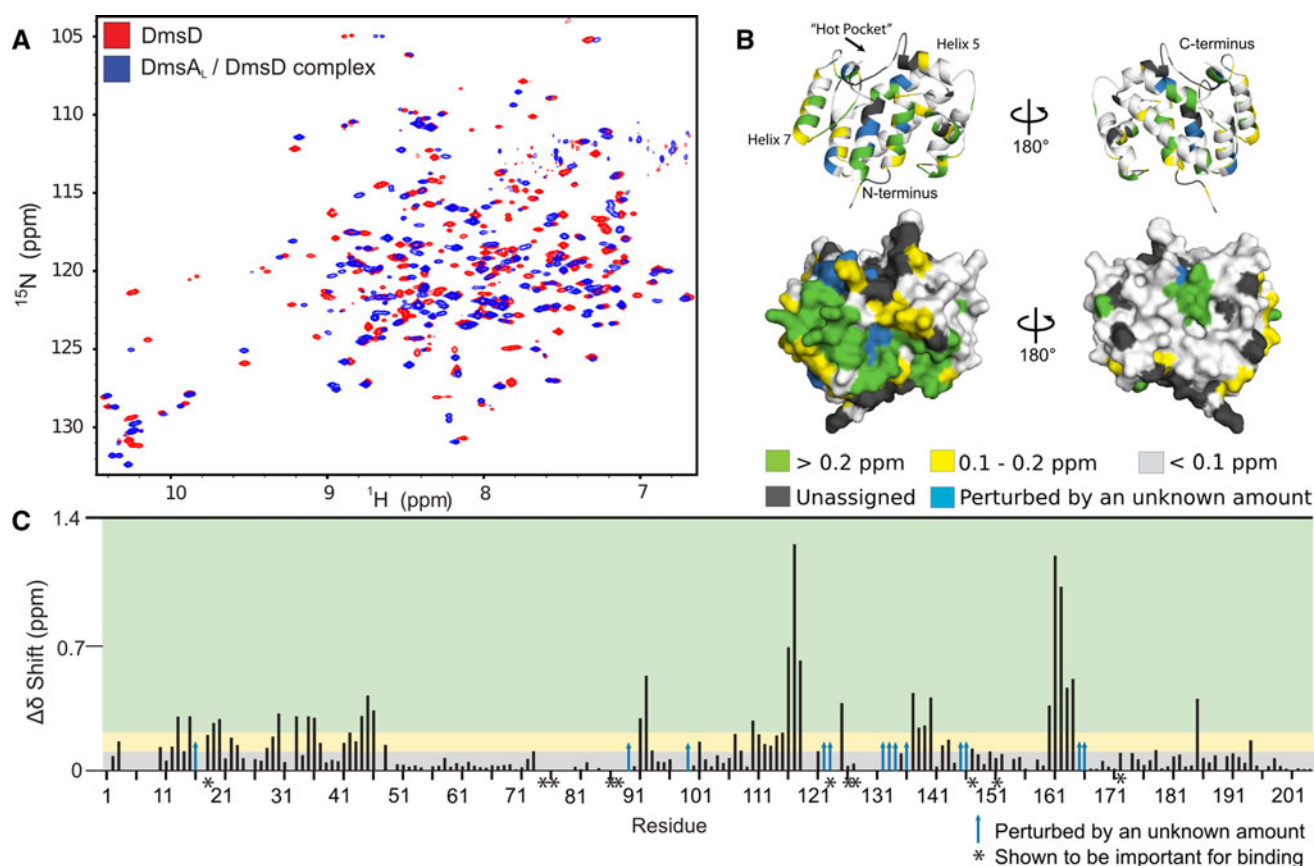 A
DmsD
DmsAL / DmsD complex
105
110
115
120
125
130
15N (ppm)
10
9
8
7
1H (ppm)
B
"Hot Pocket"
Helix 5
Helix 7
N-terminus
C-terminus
180°
180°
> 0.2 ppm
0.1 - 0.2 ppm
< 0.1 ppm
Unassigned
Perturbed by an unknown amount
C
1.4
0.7
0
Δδ Shift (ppm)
1 11 21 31 41 51 61 71 81 91 101 111 121 131 141 151 161 171 181 191 201
* * * * * * * * * * *
Residue
Perturbed by an unknown amount
* Shown to be important for binding